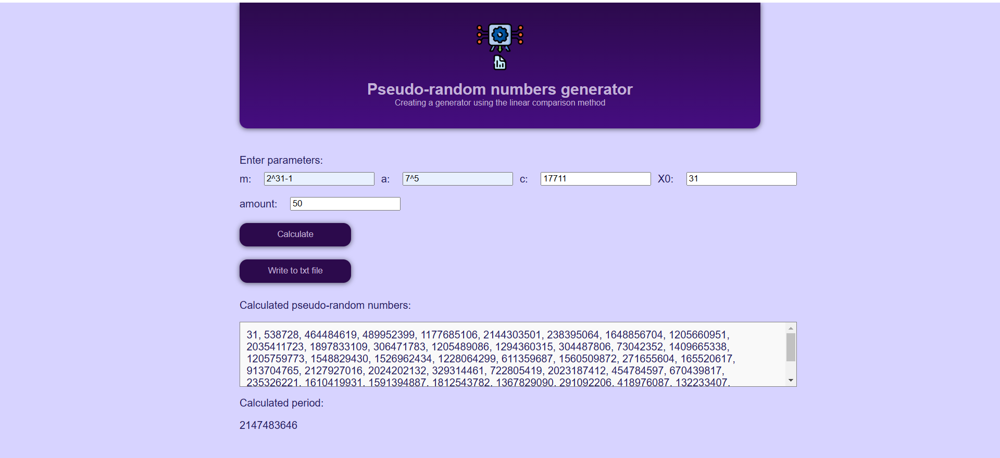 Pseudo-random numbers generator
Creating a generator using the linear comparison method
Enter parameters:
m: 2^31-1 a: 7^5 c: 17711 X0: 31
amount: 50
Calculate
Write to txt file
Calculated pseudo-random numbers:
31, 538728, 464484619, 489952399, 1177685106, 2144303501, 238395064, 1648856704, 1205660951,
2035411723, 1897833109, 306471783, 1205489086, 1294360315, 304487806, 73042352, 1409665338,
1205759773, 1548829430, 1526962434, 1228064299, 611359687, 1560509872, 271655604, 165520617,
913704765, 2127927016, 2024202132, 329314461, 722805419, 2023187412, 454784597, 670439817,
235326221, 1610419931, 1591394887, 1812543782, 1367829090, 291092206, 418976087, 132233407,
Calculated period:
2147483646